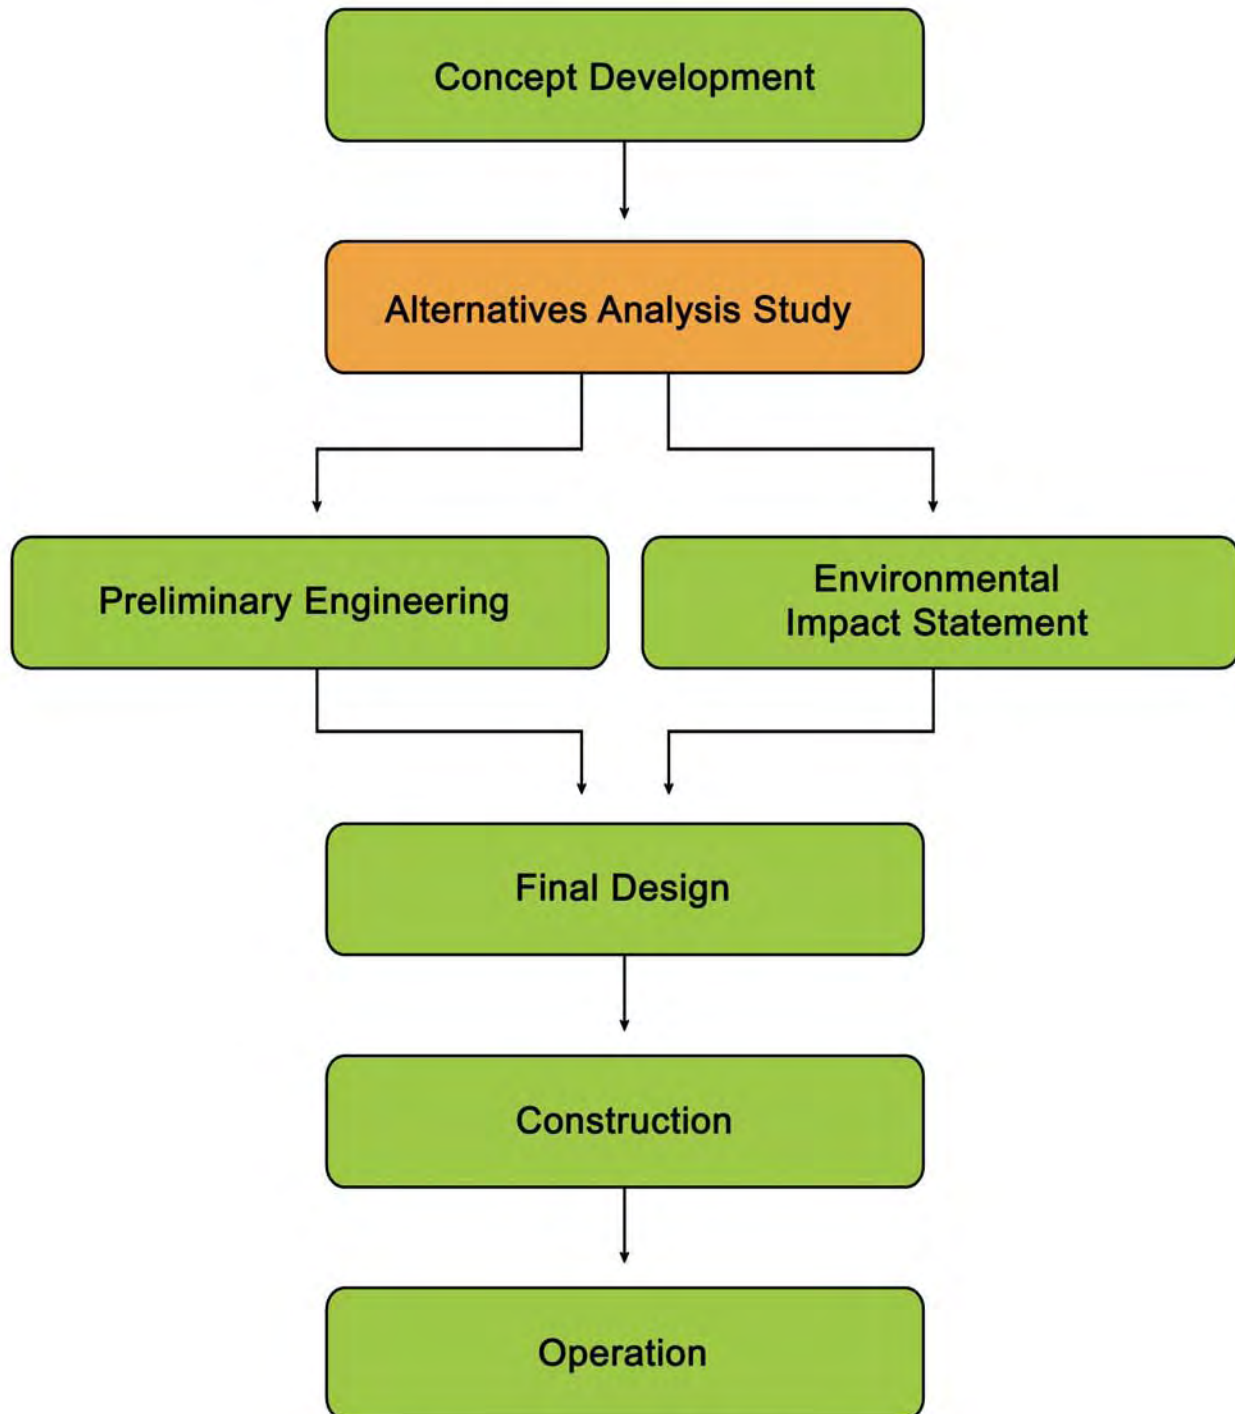 Concept Development
Alternatives Analysis Study
Preliminary Engineering
Environmental
Impact Statement
Final Design
Construction
Operation